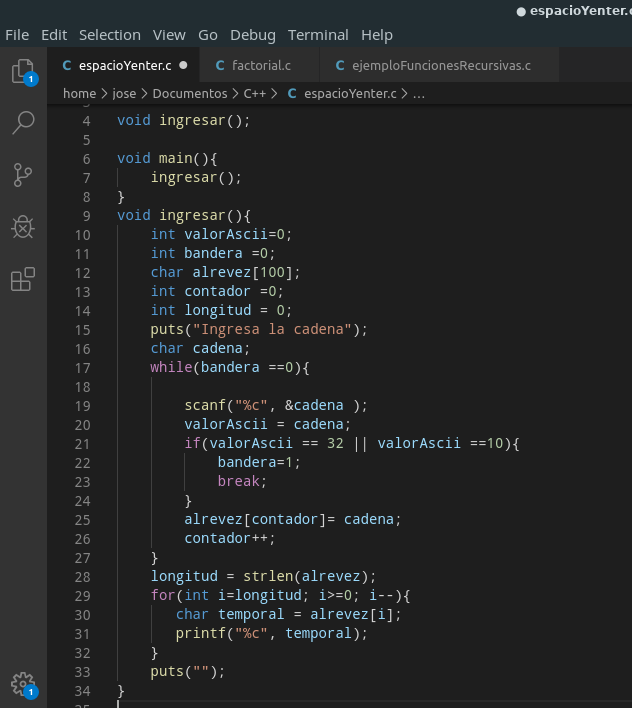 ● espacioYenter.c
File Edit Selection View Go Debug Terminal Help
1
C espacioYenter.c ● C factorial.c C ejemploFuncionesRecursivas.c
home > jose > Documentos > C++ > C espacioYenter.c > ...
4 void ingresar();
5
6 void main(){
7 ingresar();
8 }
9 void ingresar(){
10 int valorAscii=0;
11 int bandera =0;
12 char alrevez[100];
13 int contador =0;
14 int longitud = 0;
15 puts("Ingresa la cadena");
16 char cadena;
17 while(bandera ==0){
18
19 scanf("%c", &cadena );
20 valorAscii = cadena;
21 if(valorAscii == 32 || valorAscii ==10){
22 bandera=1;
23 break;
24 }
25 alrevez[contador]= cadena;
26 contador++;
27 }
28 longitud = strlen(alrevez);
29 for(int i=longitud; i>=0; i--){
30 char temporal = alrevez[i];
31 printf("%c", temporal);
32 }
33 puts("");
34 }
1